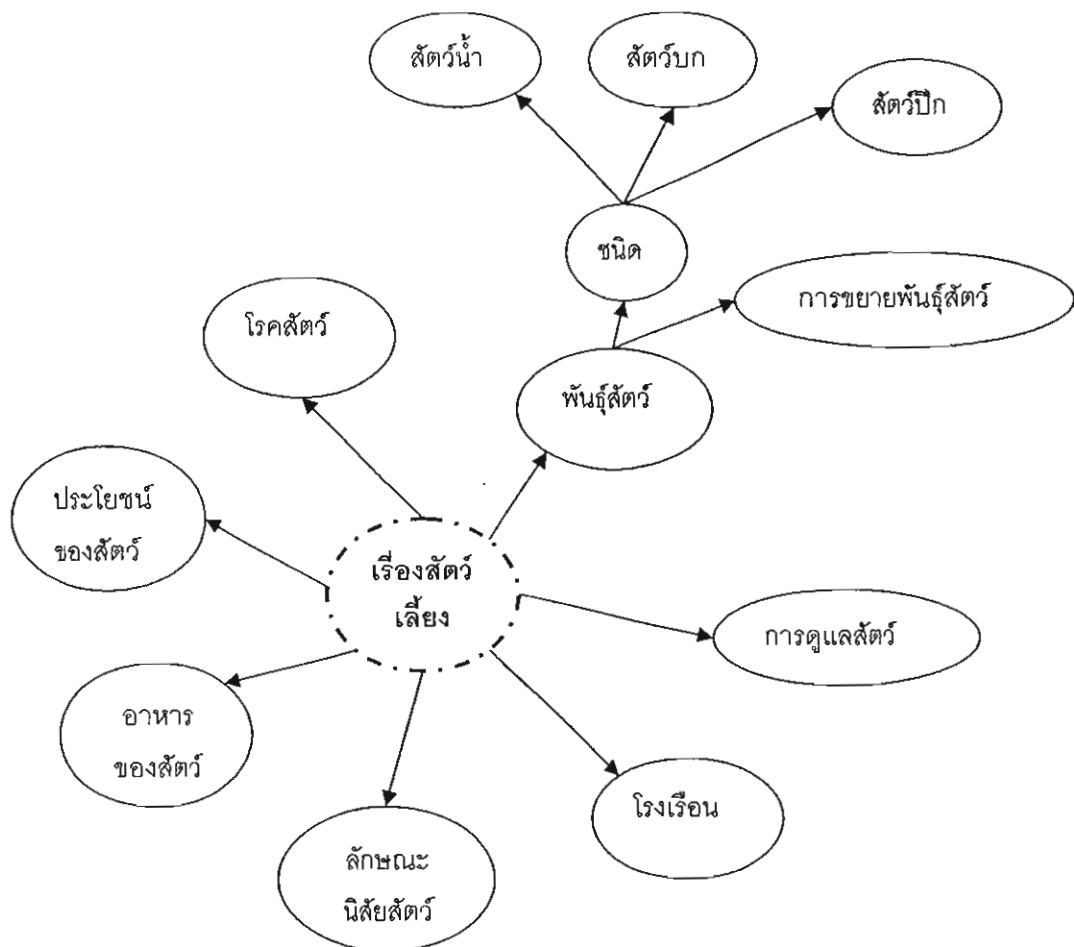 สัตว์น้ำ
สัตว์บก
สัตว์ปีก
ชนิด
การขยายพันธุ์สัตว์
โรคสัตว์
พันธุ์สัตว์
ประโยชน์
ของสัตว์
เรื่องสัตว์
เลี้ยง
การดูแลสัตว์
อาหาร
ของสัตว์
โรงเรือน
ลักษณะ
นิสัยสัตว์